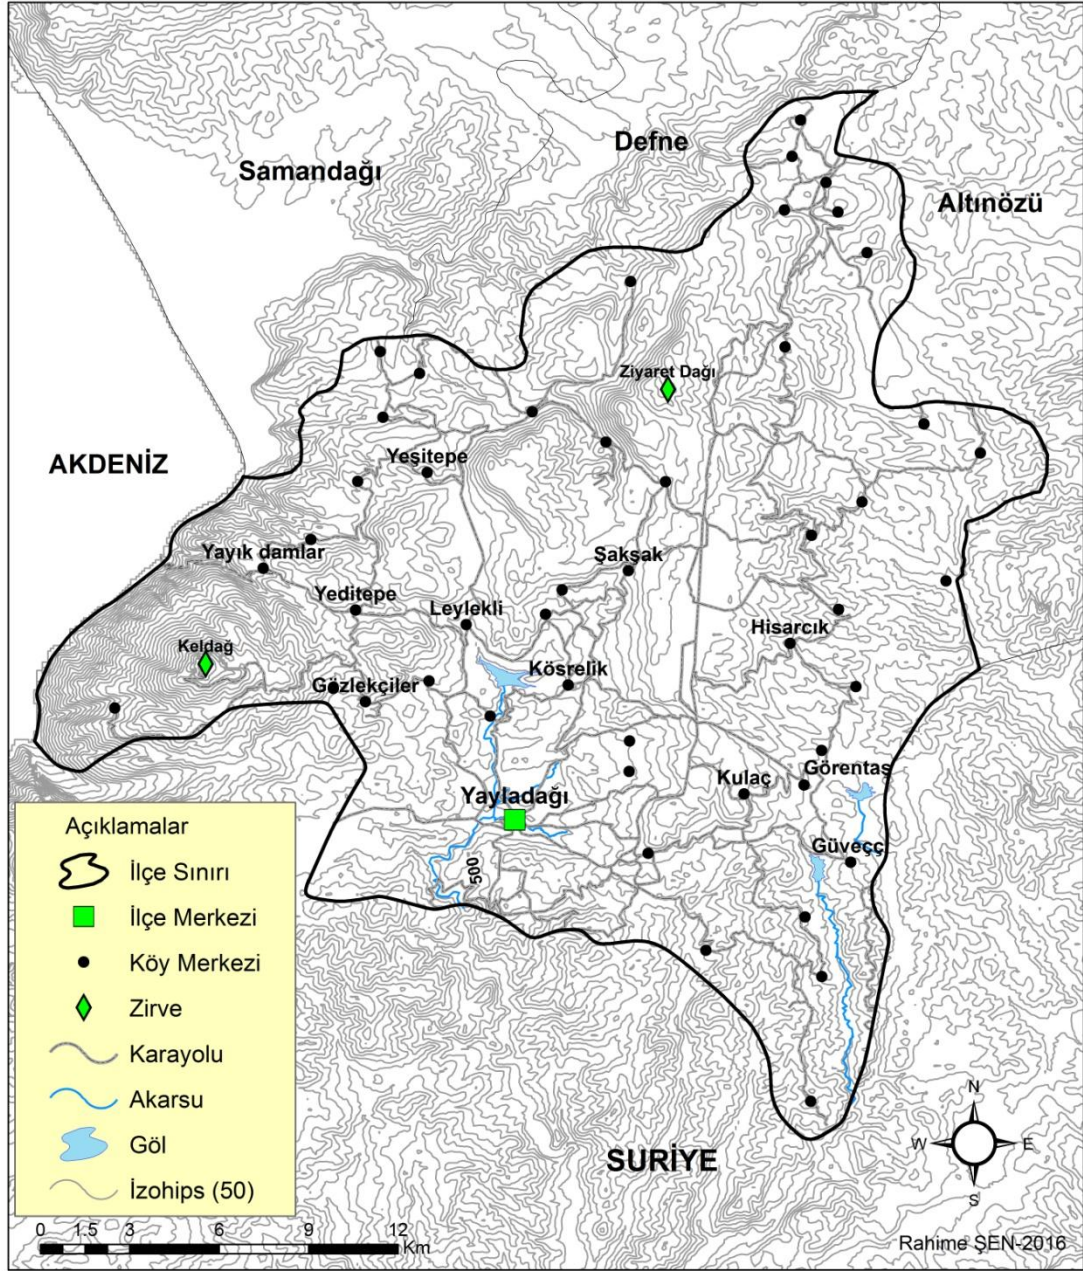 Defne
Samandağı
Altınözü
Ziyaret Dağı
AKDENİZ
Yeşitepe
Yayık damlar
Şakşak
Yeditepe
Leylekli
Hisarcık
Keldağ
Kösrelik
Gözlekçiler
Kulaç
Görentaş
Yayladağı
Güveçç
500
Açıklamalar
İlçe Sınırı
İlçe Merkezi
Köy Merkezi
Zirve
Karayolu
Akarsu
Göl
İzohips (50)
N
W E
S
SURİYE
0 1.5 3 6 9 12
Km
Rahime ŞEN-2016